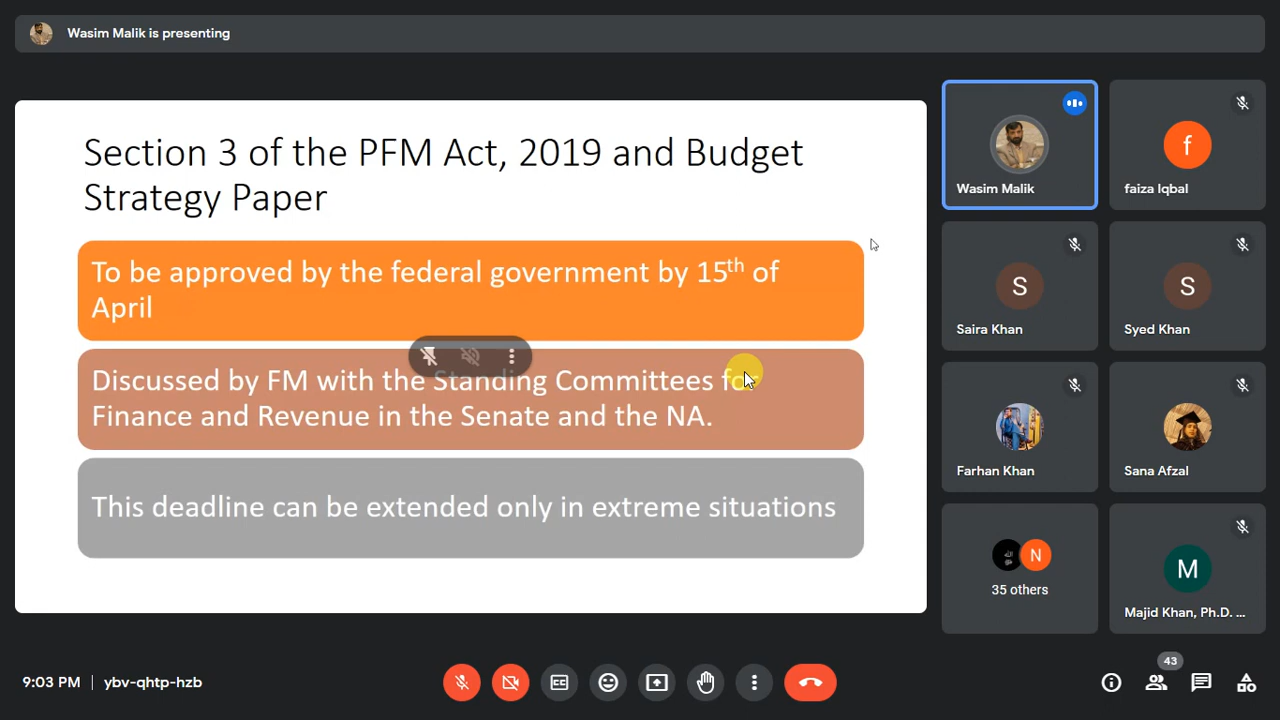 Wasim Malik is presenting
Section 3 of the PFM Act, 2019 and Budget
Strategy Paper
To be approved by the federal government by 15th of
April
Discussed by FM with the Standing Committees for
Finance and Revenue in the Senate and the NA.
This deadline can be extended only in extreme situations
Wasim Malik
faiza Iqbal
f
Saira Khan
S
Syed Khan
S
Farhan Khan
Sana Afzal
N
35 others
M
Majid Khan, Ph.D. ...
9:03 PM | ybv-qhtp-hzb
CC
43